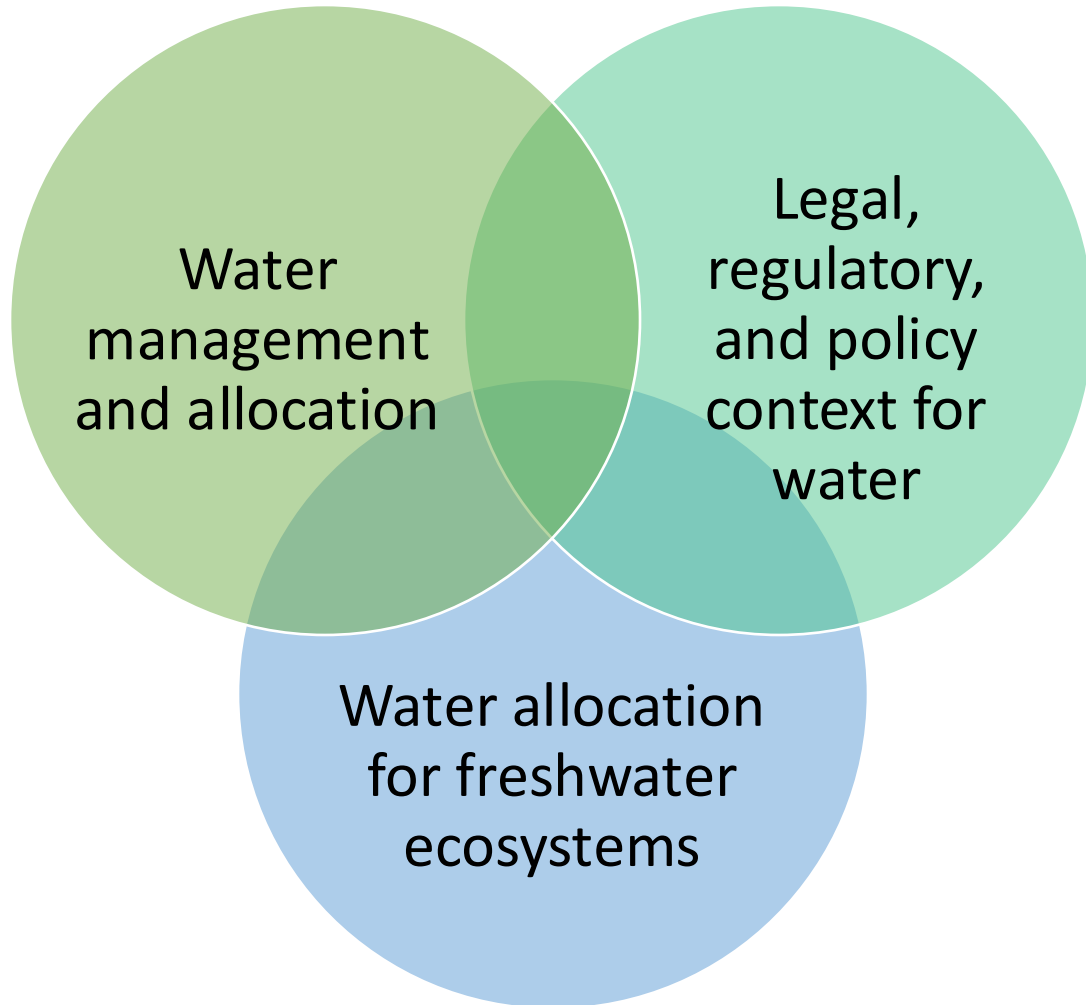 Water
management
and allocation
Legal,
regulatory,
and policy
context for
water
Water allocation
for freshwater
ecosystems